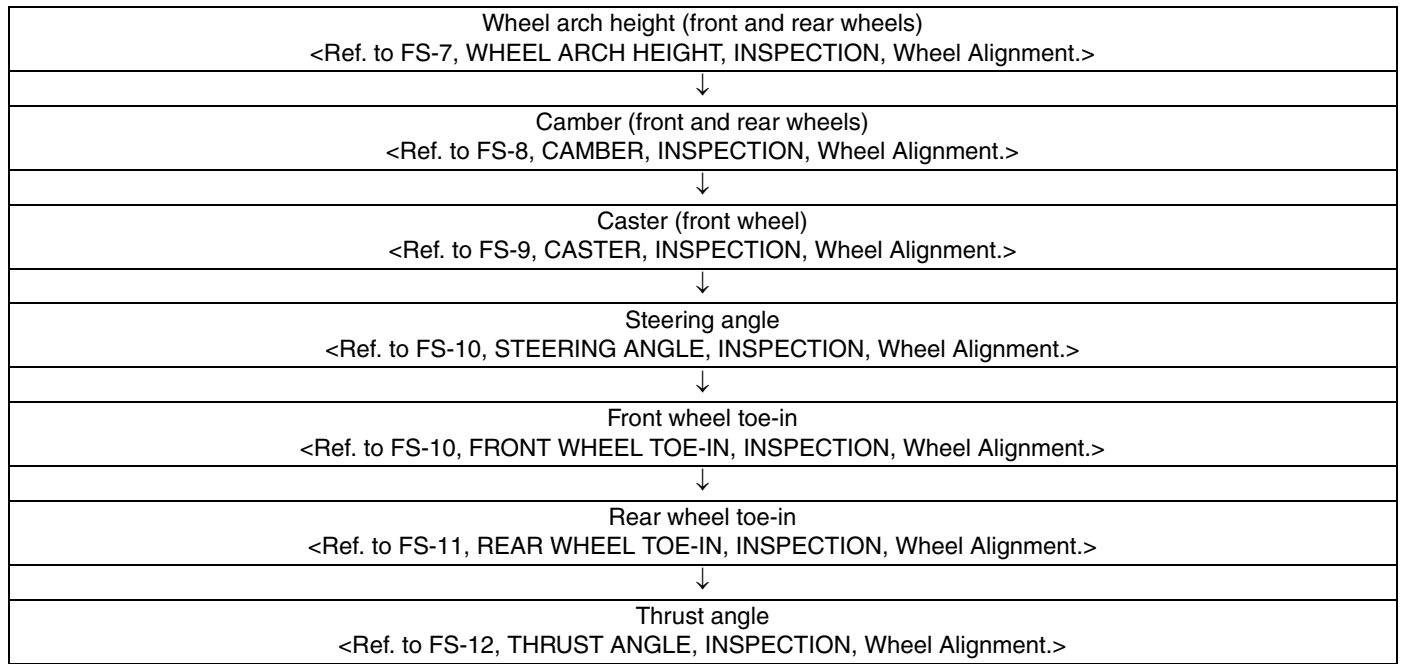 Wheel arch height (front and rear wheels)
<Ref. to FS-7, WHEEL ARCH HEIGHT, INSPECTION, Wheel Alignment.>
↓
Camber (front and rear wheels)
<Ref. to FS-8, CAMBER, INSPECTION, Wheel Alignment.>
↓
Caster (front wheel)
<Ref. to FS-9, CASTER, INSPECTION, Wheel Alignment.>
↓
Steering angle
<Ref. to FS-10, STEERING ANGLE, INSPECTION, Wheel Alignment.>
↓
Front wheel toe-in
<Ref. to FS-10, FRONT WHEEL TOE-IN, INSPECTION, Wheel Alignment.>
↓
Rear wheel toe-in
<Ref. to FS-11, REAR WHEEL TOE-IN, INSPECTION, Wheel Alignment.>
↓
Thrust angle
<Ref. to FS-12, THRUST ANGLE, INSPECTION, Wheel Alignment.>